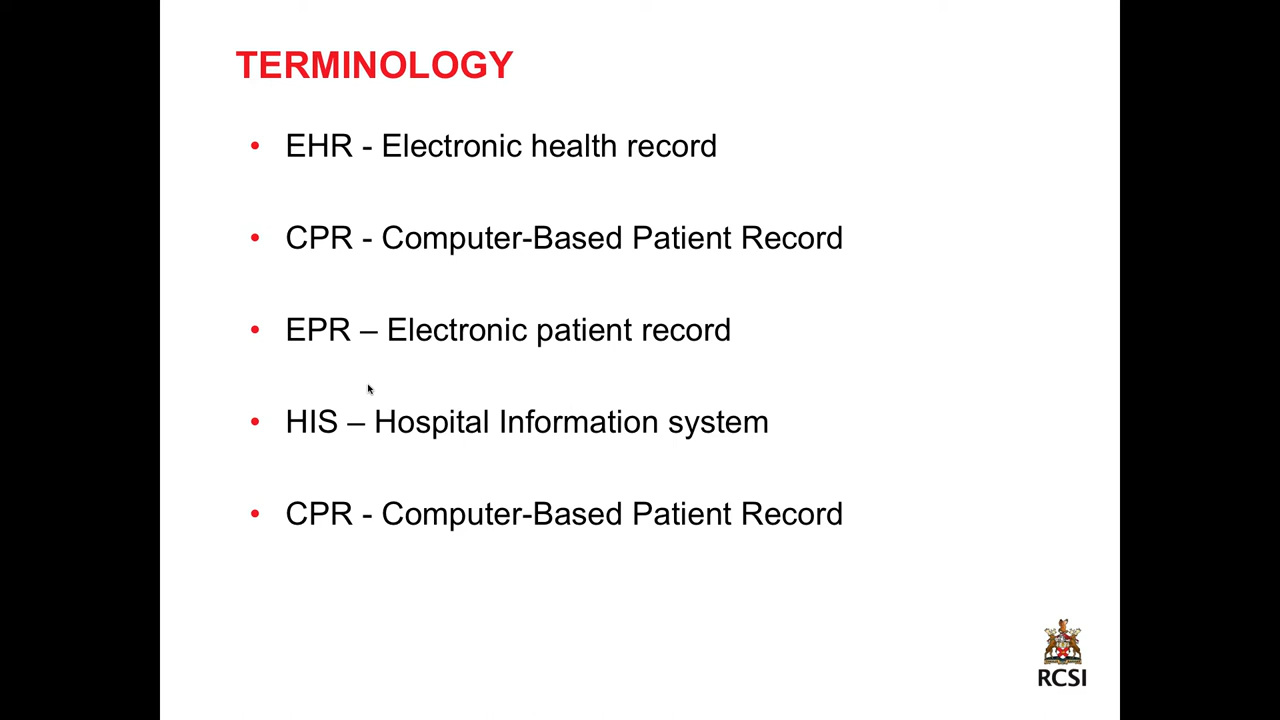 TERMINOLOGY
• EHR - Electronic health record
• CPR - Computer-Based Patient Record
• EPR – Electronic patient record
• HIS – Hospital Information system
• CPR - Computer-Based Patient Record
RCSI